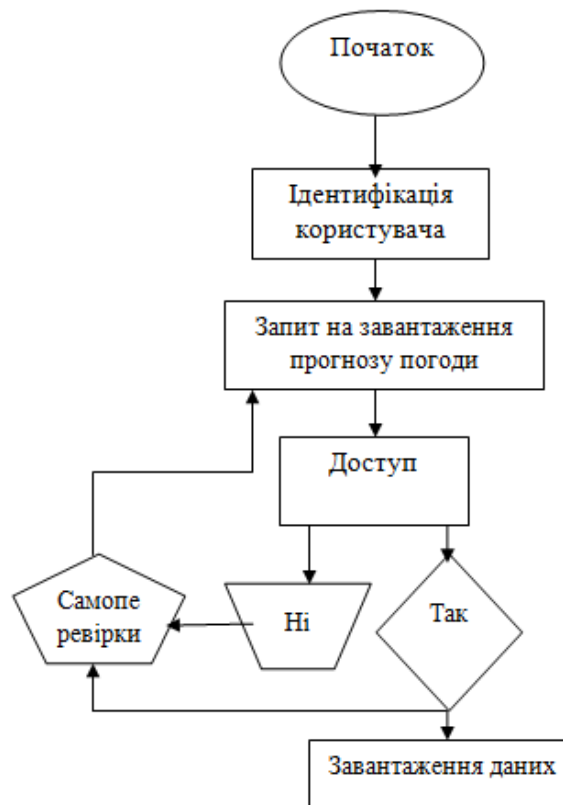 Початок
Ідентифікація
користувача
Запит на завантаження
прогнозу погоди
Доступ
Самопе
ревірки
Ні
Так
Завантаження даних